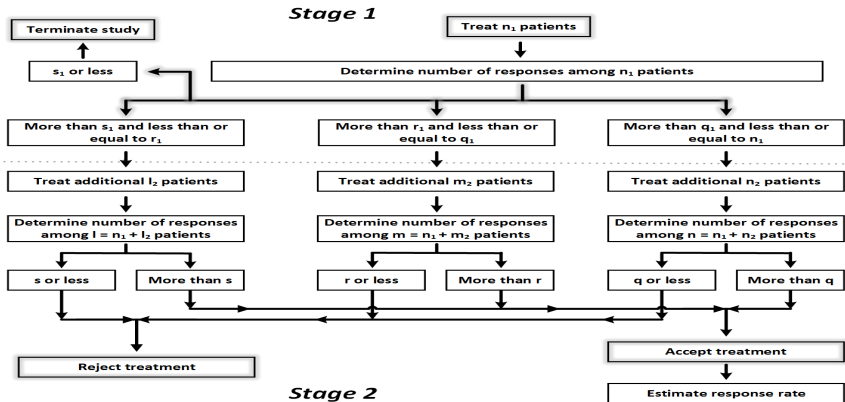 Stage 1
Treat n₁ patients
Terminate study
s₁ or less
Determine number of responses among n₁ patients
More than s₁ and less than or
equal to r₁
More than r₁ and less than or
equal to q₁
More than q₁ and less than or
equal to n₁
Treat additional l₂ patients
Treat additional m₂ patients
Treat additional n₂ patients
Determine number of responses
among l = n₁ + l₂ patients
Determine number of responses
among m = n₁ + m₂ patients
Determine number of responses
among n = n₁ + n₂ patients
s or less
More than s
r or less
More than r
q or less
More than q
Reject treatment
Accept treatment
Stage 2
Estimate response rate